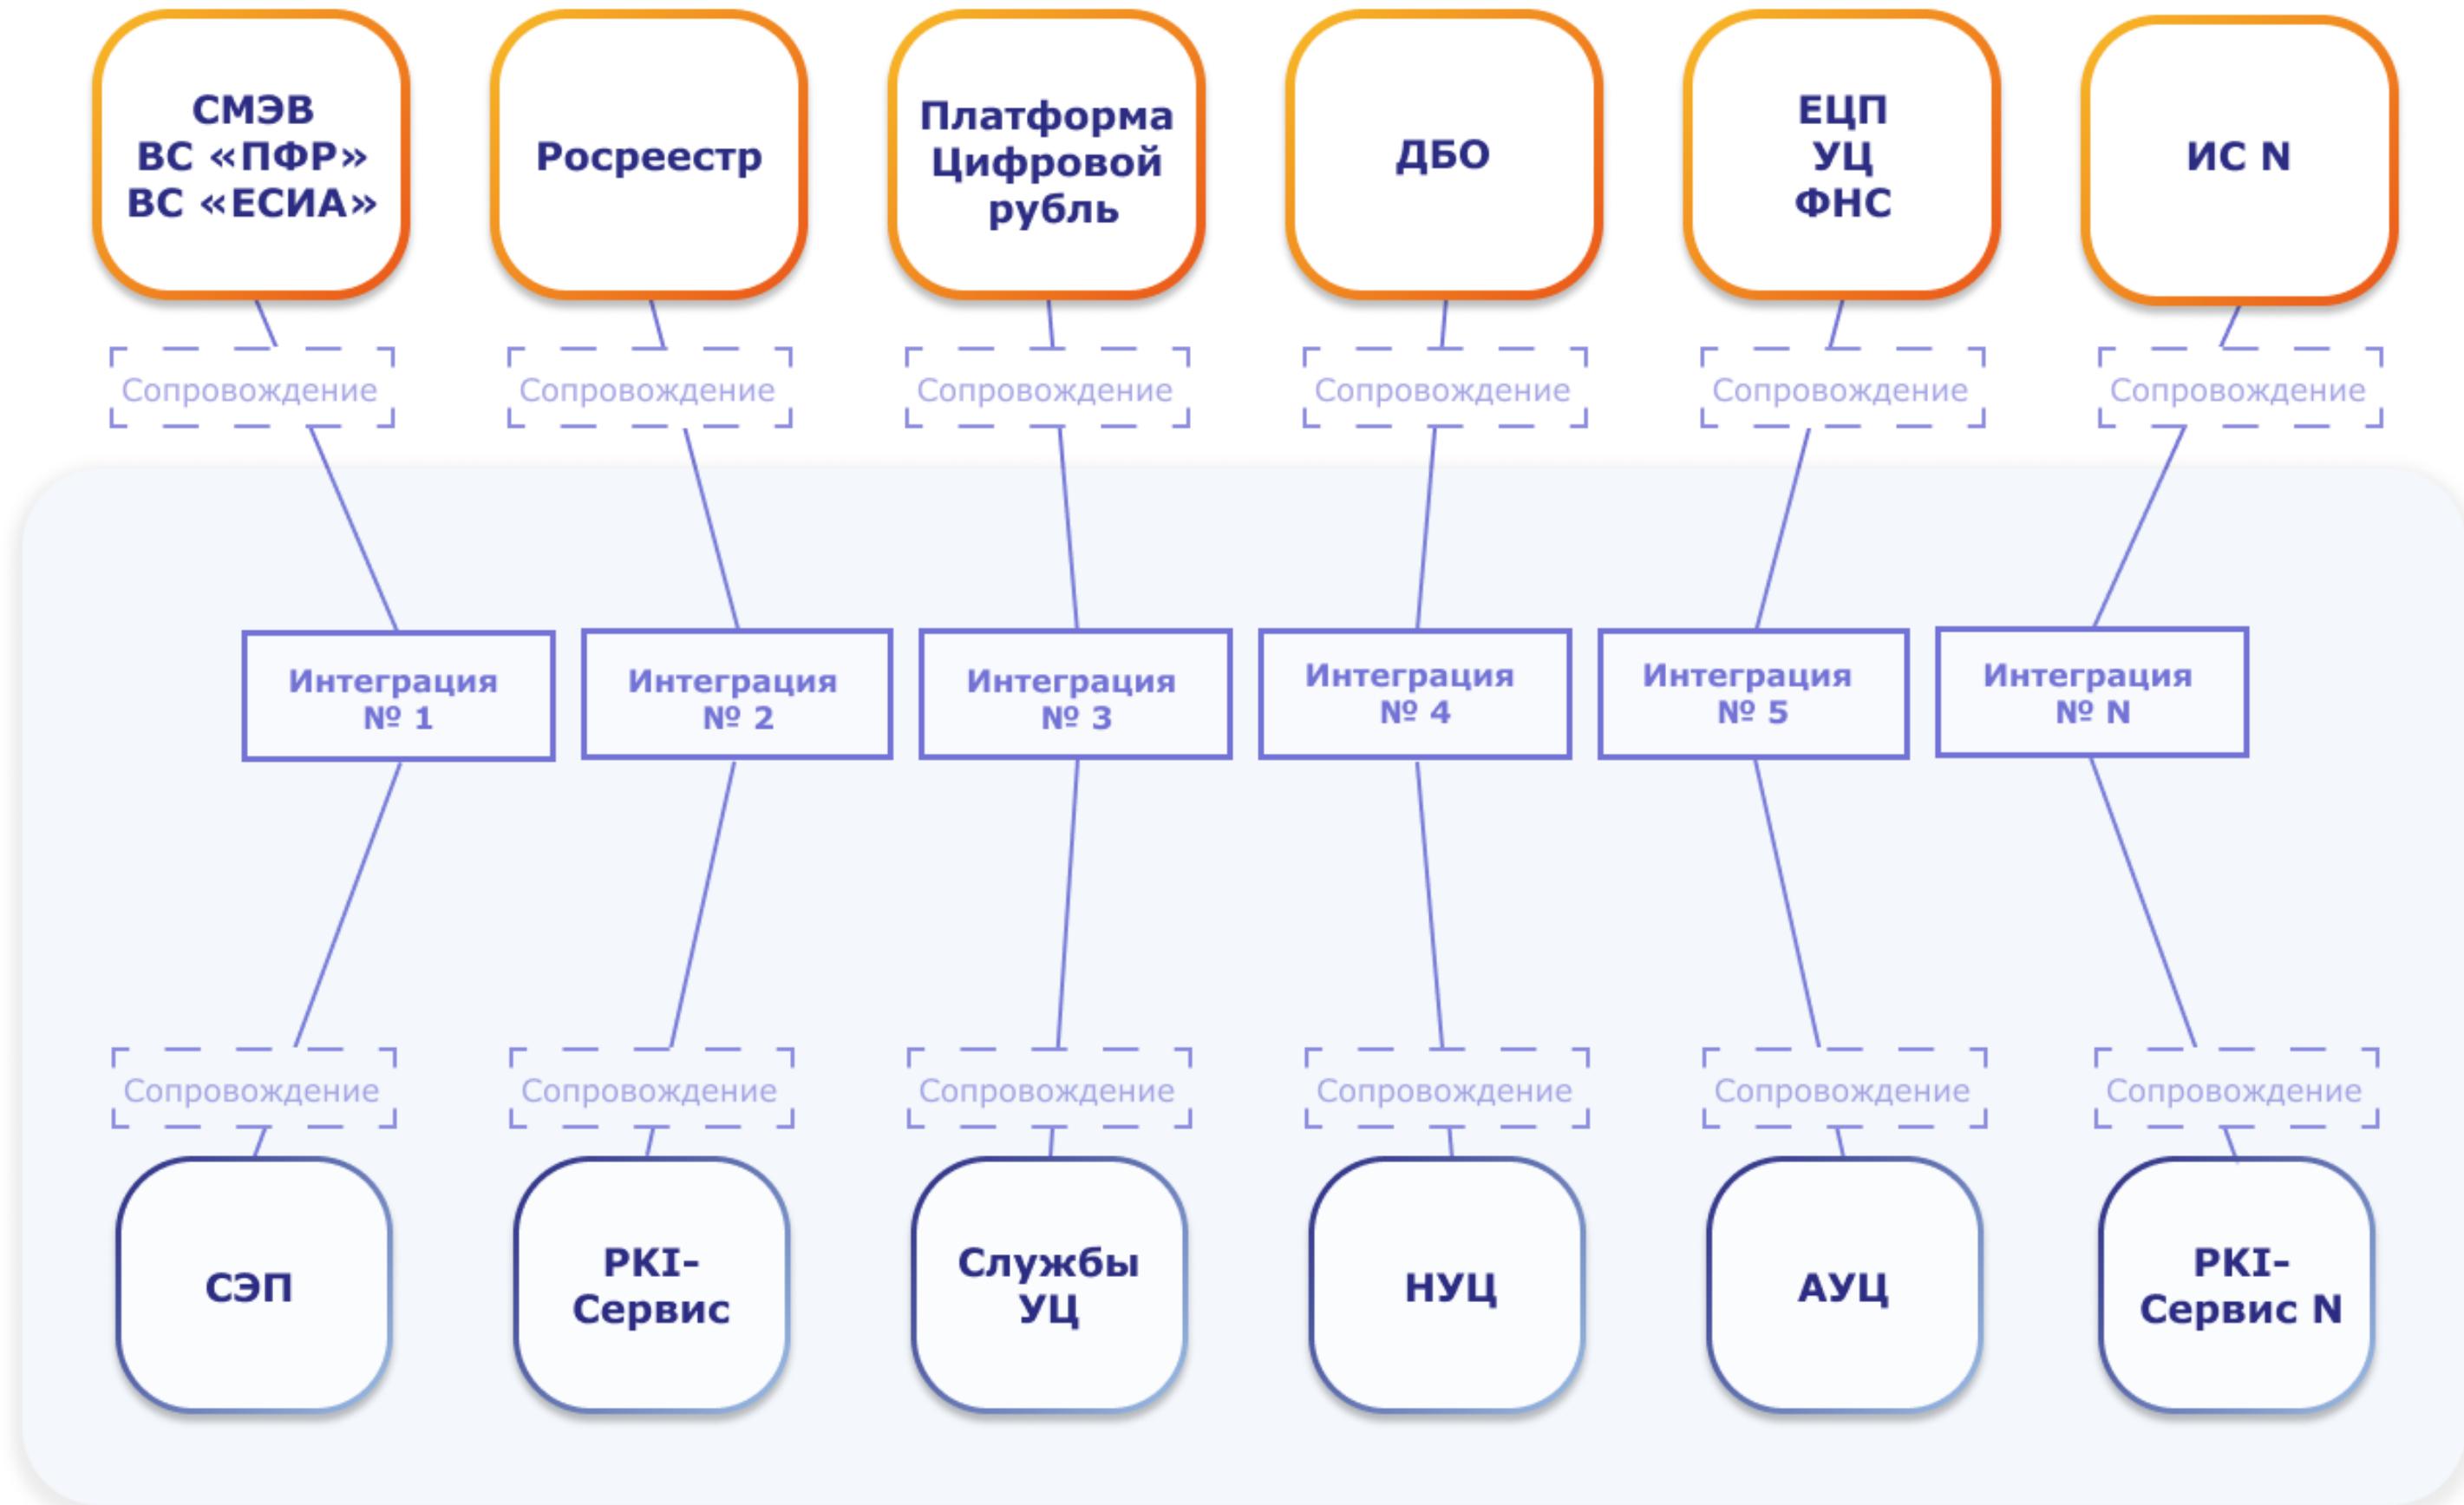 СМЭВ
ВС «ПФР»
ВС «ЕСИА»
Росреестр
Платформа
Цифровой
рубль
ДБО
ЕЦП
УЦ
ФНС
ИС N
Сопровождение
Сопровождение
Сопровождение
Сопровождение
Сопровождение
Сопровождение
Интеграция
№ 1
Интеграция
№ 2
Интеграция
№ 3
Интеграция
№ 4
Интеграция
№ 5
Интеграция
№ N
Сопровождение
Сопровождение
Сопровождение
Сопровождение
Сопровождение
Сопровождение
СЭП
PKI-
Сервис
Службы
УЦ
НУЦ
АУЦ
PKI-
Сервис N